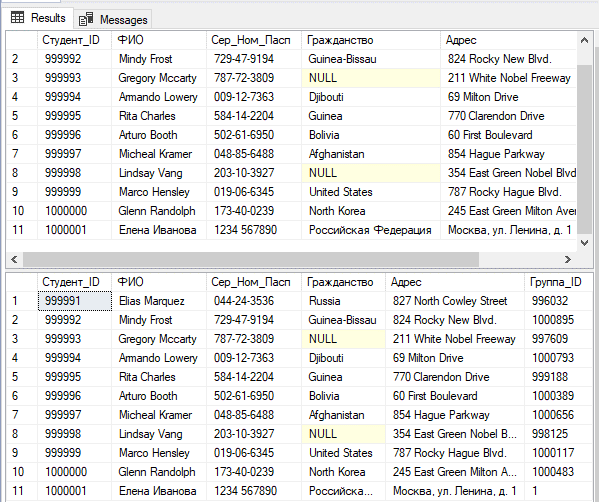 Results Messages
Студент_ID ФИО Сер_Ном_Пасп Гражданство Адрес
2 999992 Mindy Frost 729-47-9194 Guinea-Bissau 824 Rocky New Blvd.
3 999993 Gregory Mccarty 787-72-3809 NULL 211 White Nobel Freeway
4 999994 Armando Lowery 009-12-7363 Djibouti 69 Milton Drive
5 999995 Rita Charles 584-14-2204 Guinea 770 Clarendon Drive
6 999996 Arturo Booth 502-61-6950 Bolivia 60 First Boulevard
7 999997 Micheal Kramer 048-85-6488 Afghanistan 854 Hague Parkway
8 999998 Lindsay Vang 203-10-3927 NULL 354 East Green Nobel Blvd
9 999999 Marco Hensley 019-06-6345 United States 787 Rocky Hague Blvd.
10 1000000 Glenn Randolph 173-40-0239 North Korea 245 East Green Milton Aven
11 1000001 Елена Иванова 1234 567890 Российская Федерация Москва, ул. Ленина, д. 1
Студент_ID ФИО Сер_Ном_Пасп Гражданство Адрес Группа_ID
1 999991 Elias Marquez 044-24-3536 Russia 827 North Cowley Street 996032
2 999992 Mindy Frost 729-47-9194 Guinea-Bissau 824 Rocky New Blvd. 1000895
3 999993 Gregory Mccarty 787-72-3809 NULL 211 White Nobel Freeway 997609
4 999994 Armando Lowery 009-12-7363 Djibouti 69 Milton Drive 1000793
5 999995 Rita Charles 584-14-2204 Guinea 770 Clarendon Drive 999188
6 999996 Arturo Booth 502-61-6950 Bolivia 60 First Boulevard 1000389
7 999997 Micheal Kramer 048-85-6488 Afghanistan 854 Hague Parkway 1000656
8 999998 Lindsay Vang 203-10-3927 NULL 354 East Green Nobel B... 998125
9 999999 Marco Hensley 019-06-6345 United States 787 Rocky Hague Blvd. 1000117
10 1000000 Glenn Randolph 173-40-0239 North Korea 245 East Green Milton A... 1000483
11 1000001 Елена Иванова 1234 567890 Российска... Москва, ул. Ленина, д. 1 1